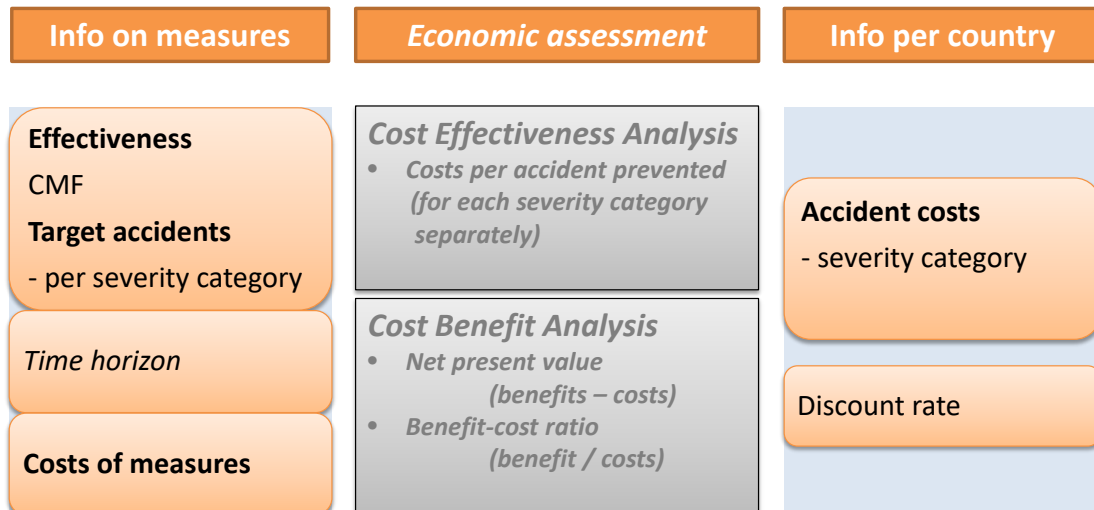 Info on measures
Economic assessment
Info per country
Effectiveness
CMF
Target accidents
- per severity category
Time horizon
Costs of measures
Cost Effectiveness Analysis
• Costs per accident prevented
(for each severity category
separately)
Cost Benefit Analysis
• Net present value
(benefits – costs)
• Benefit-cost ratio
(benefit / costs)
Accident costs
- severity category
Discount rate